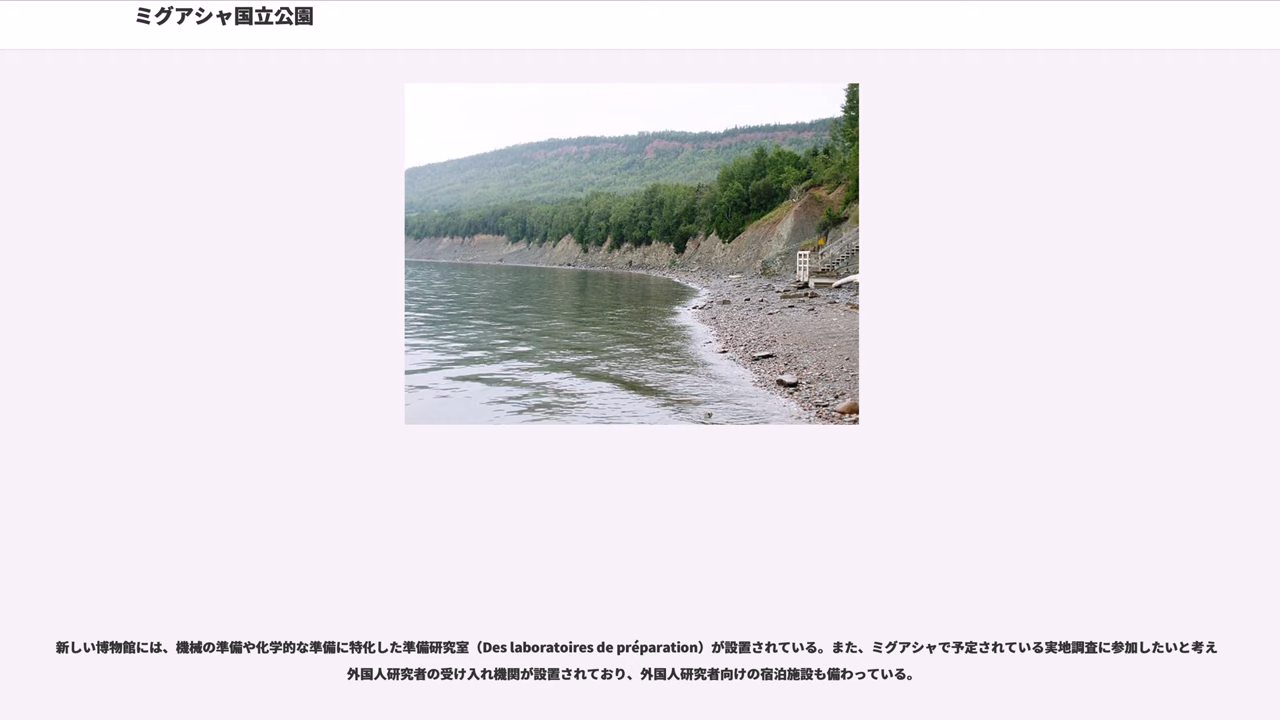 ミグアシャ国立公園
新しい博物館には、機械の準備や化学的な準備に特化した準備研究室（Des laboratoires de préparation）が設置されている。また、ミグアシャで予定されている実地調査に参加したいと考え
外国人研究者の受け入れ機関が設置されており、外国人研究者向けの宿泊施設も備わっている。